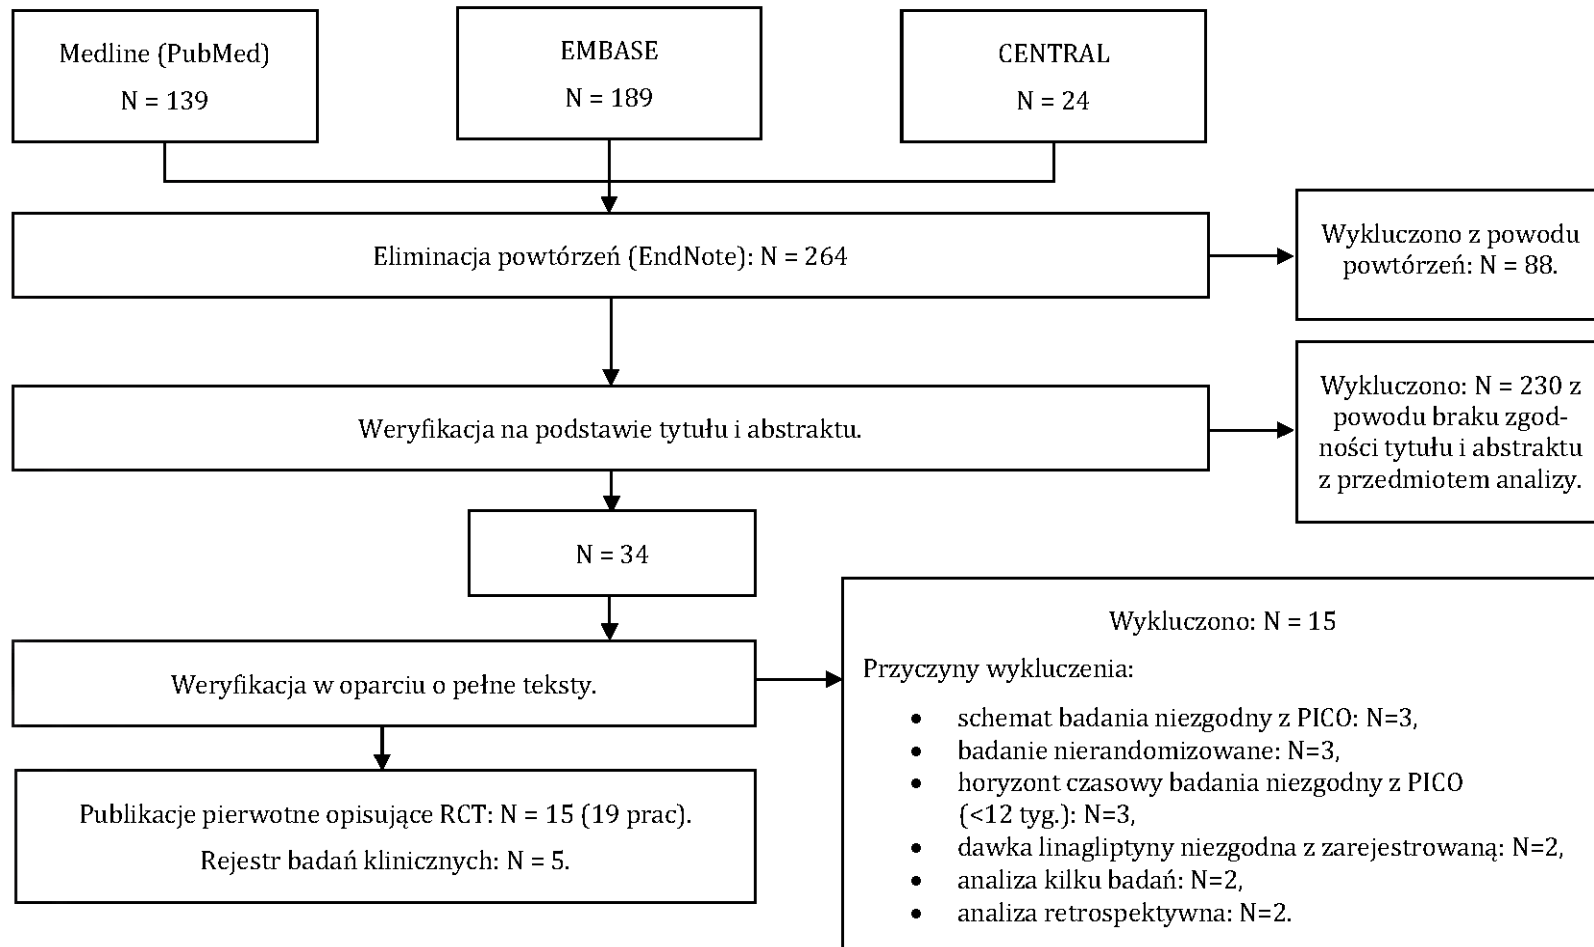 Medline (PubMed)
N = 139
EMBASE
N = 189
CENTRAL
N = 24
Eliminacja powtórzeń (EndNote): N = 264
Wykluczono z powodu
powtórzeń: N = 88.
Weryfikacja na podstawie tytułu i abstraktu.
Wykluczono: N = 230 z
powodu braku zgod-
ności tytułu i abstraktu
z przedmiotem analizy.
N = 34
Weryfikacja w oparciu o pełne teksty.
Wykluczono: N = 15
Przyczyny wykluczenia:
• schemat badania niezgodny z PICO: N=3,
• badanie nierandomizowane: N=3,
• horyzont czasowy badania niezgodny z PICO
(<12 tyg.): N=3,
• dawka linagliptyny niezgodna z zarejestrowaną: N=2,
• analiza kilku badań: N=2,
• analiza retrospektywna: N=2.
Publikacje pierwotne opisujące RCT: N = 15 (19 prac).
Rejestr badań klinicznych: N = 5.